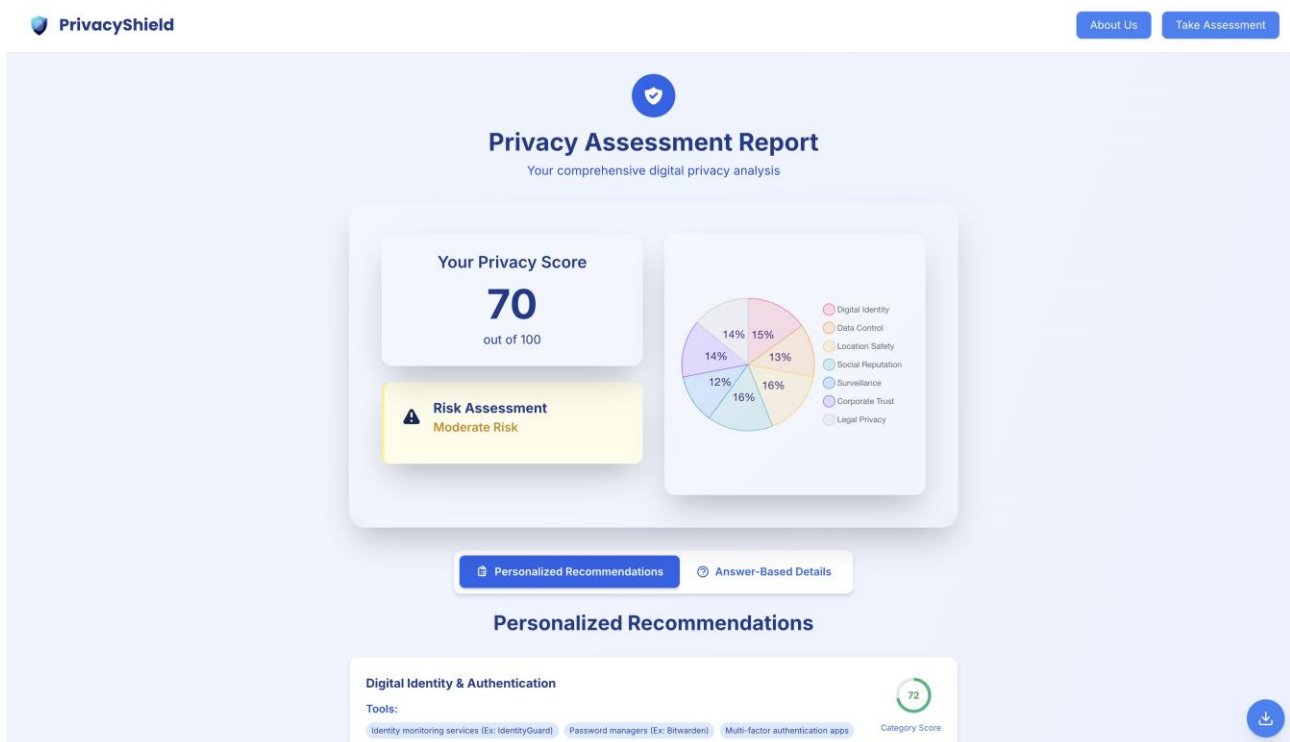 PrivacyShield
About Us
Take Assessment
Privacy Assessment Report
Your comprehensive digital privacy analysis
Your Privacy Score
70
out of 100
Risk Assessment
Moderate Risk
14% 15%
14% 13%
12% 16%
16%
Digital Identity
Data Control
Location Safety
Social Reputation
Surveillance
Corporate Trust
Legal Privacy
Personalized Recommendations
Answer-Based Details
Personalized Recommendations
Digital Identity & Authentication
Tools:
Identity monitoring services (Ex: IdentityGuard)
Password managers (Ex: Bitwarden)
Multi-factor authentication apps
72
Category Score